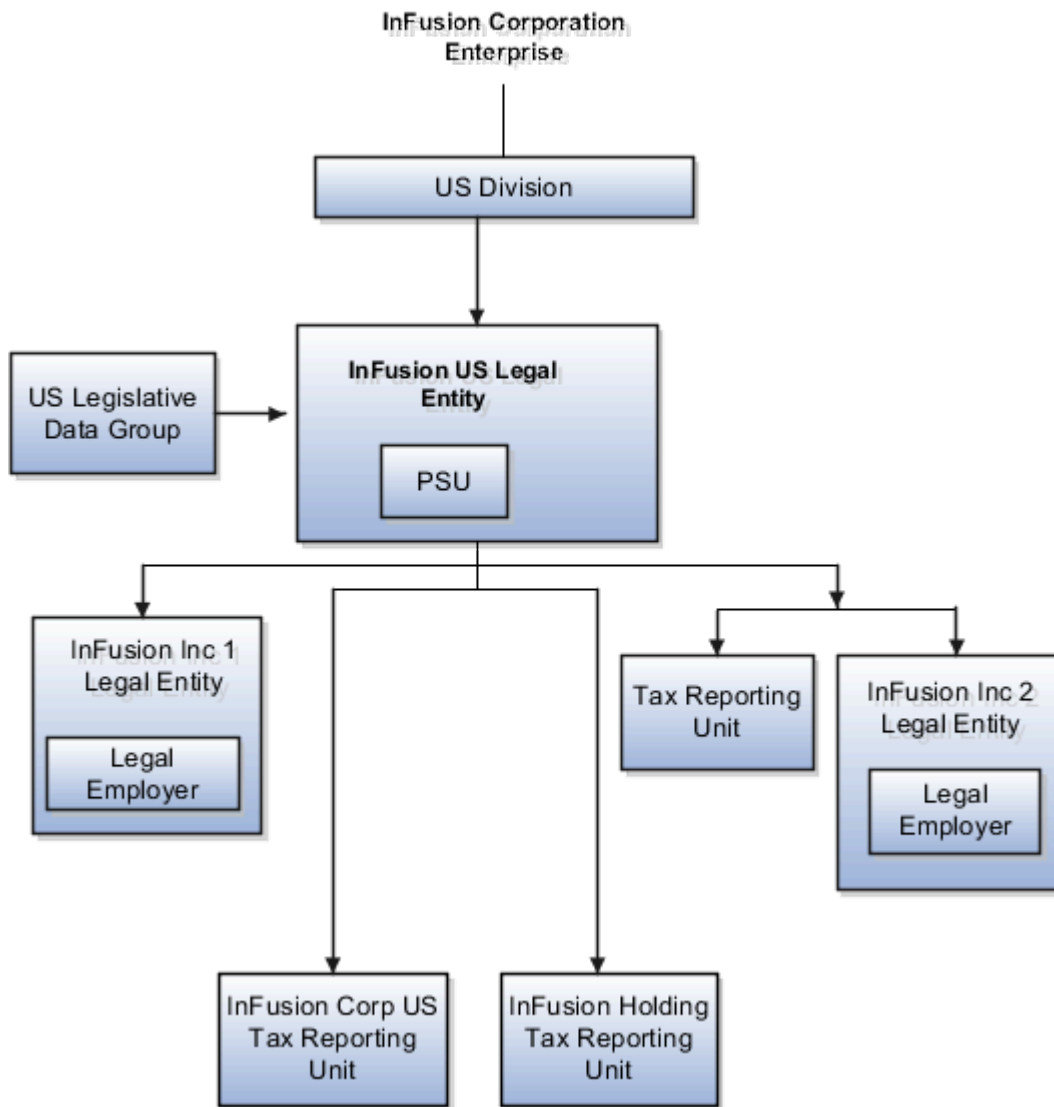 InFusion Corporation
Enterprise
US Division
InFusion US Legal
Entity
US Legislative
Data Group
PSU
InFusion Inc 1
Legal Entity
Legal
Employer
Tax Reporting
Unit
InFusion Inc 2
Legal Entity
Legal
Employer
InFusion Corp US
Tax Reporting
Unit
InFusion Holding
Tax Reporting
Unit